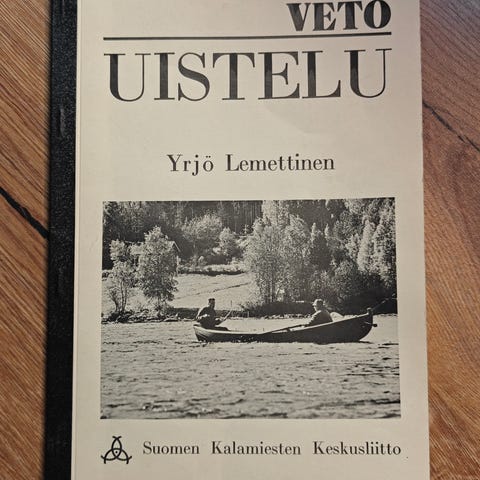 VETO
UISTELU
Yrjö Lemettinen
Suomen Kalamiesten Keskusliitto